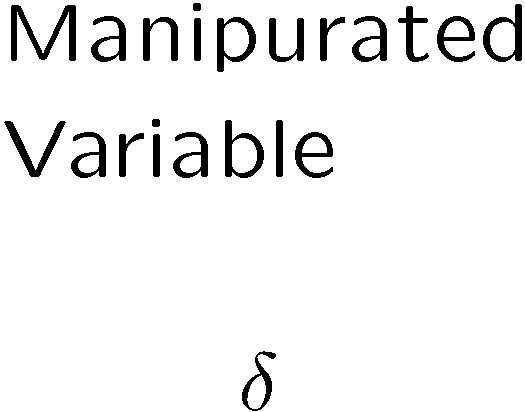 Manipurated
Variable
δ